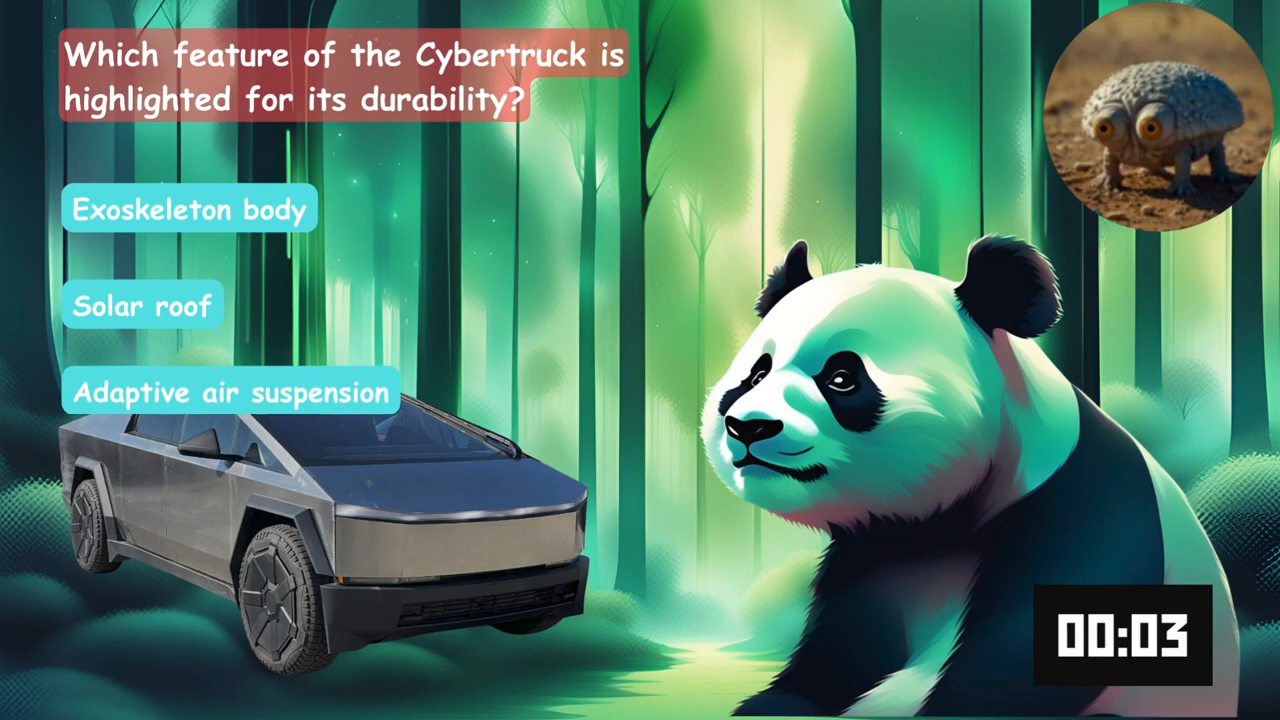 Which feature of the Cybertruck is
highlighted for its durability?
Exoskeleton body
Solar roof
Adaptive air suspension
00:03